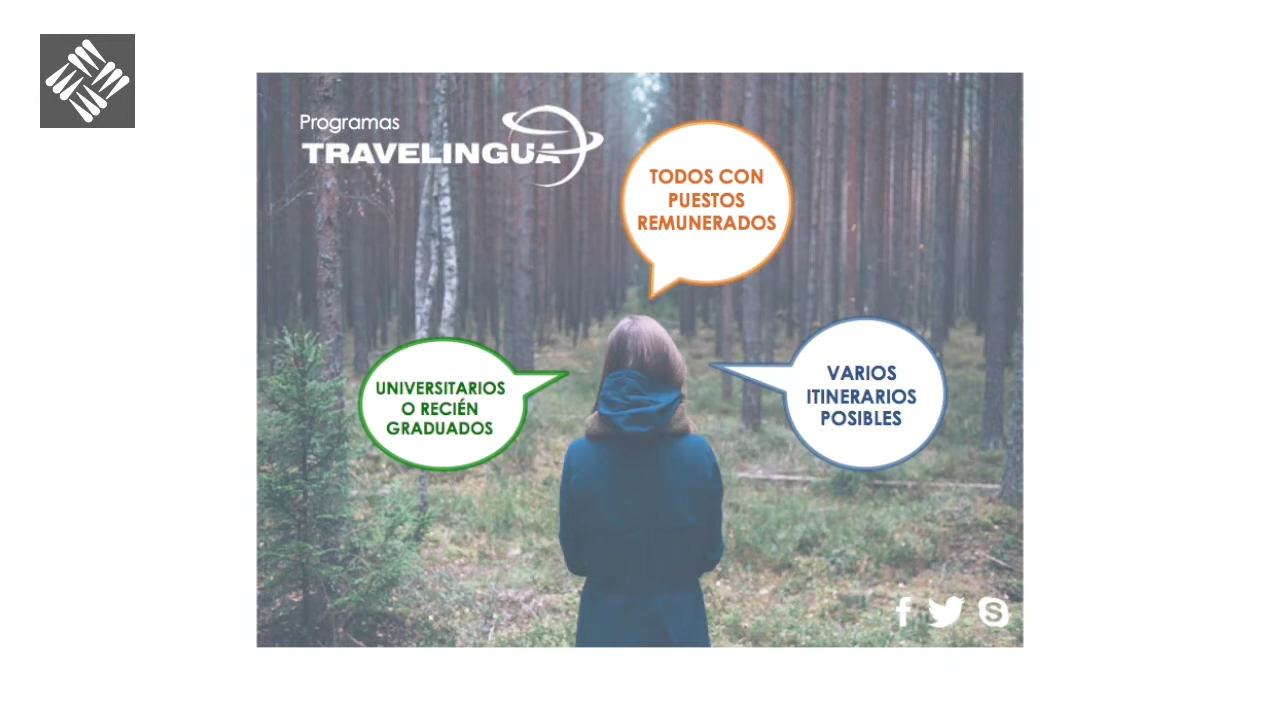 Programas
TRAVELINGUA
TODOS CON
PUESTOS
REMUNERADOS
UNIVERSITARIOS
O RECIÉN
GRADUADOS
VARIOS
ITINERARIOS
POSIBLES